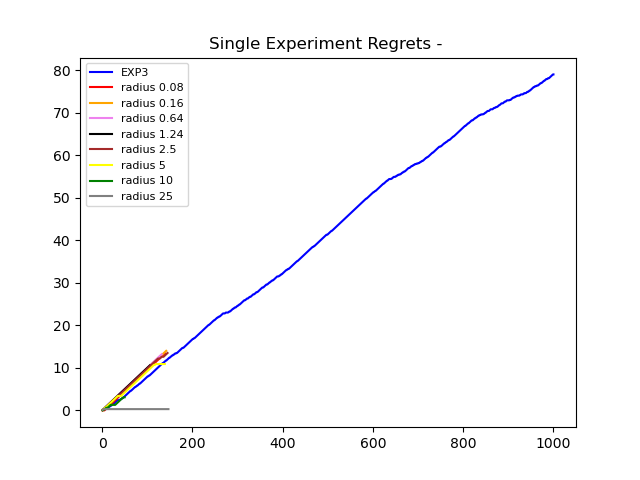 Single Experiment Regrets -
80
70
60
50
40
30
20
10
0
EXP3
radius 0.08
radius 0.16
radius 0.64
radius 1.24
radius 2.5
radius 5
radius 10
radius 25
0 200 400 600 800 1000